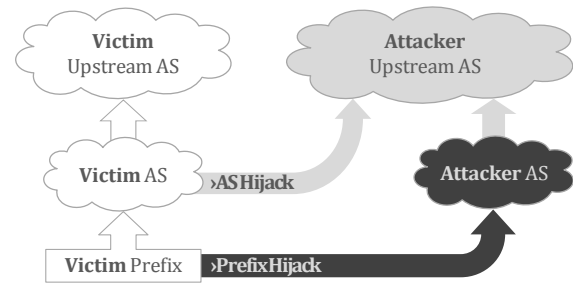 Victim
Upstream AS
Attacker
Upstream AS
Victim AS
›AS Hijack
Attacker AS
Victim Prefix
›Prefix Hijack